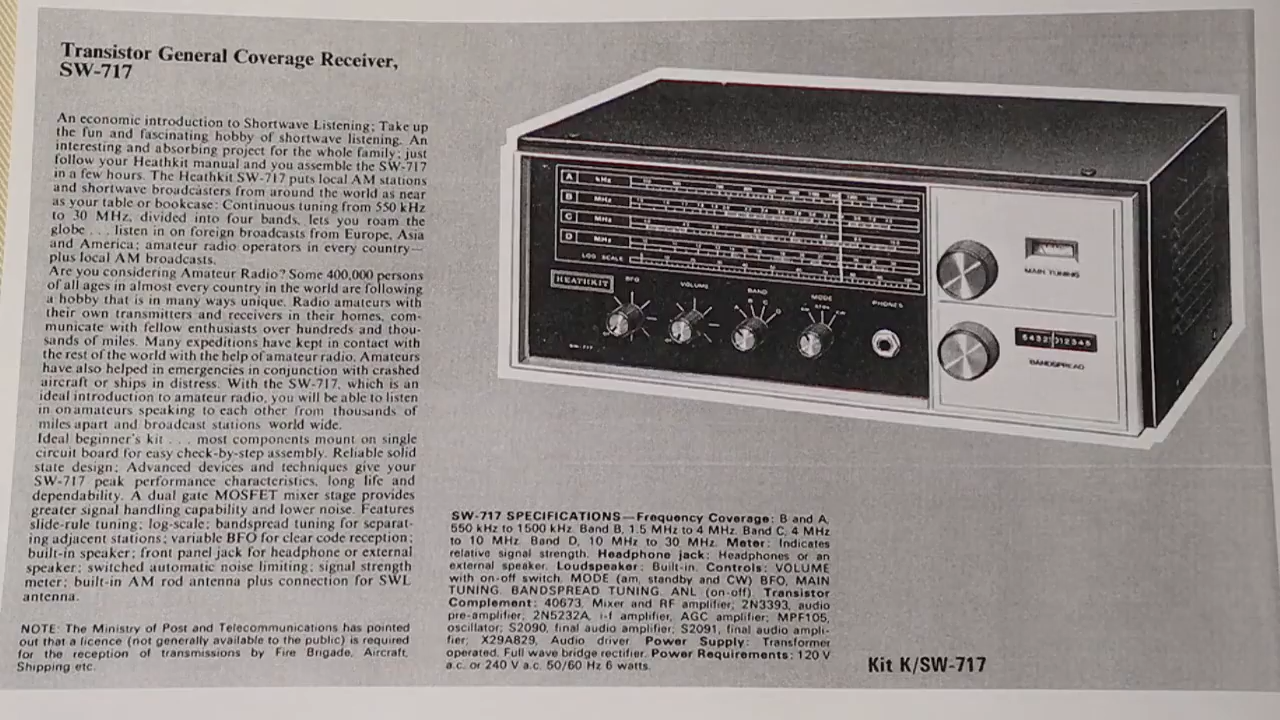 Transistor General Coverage Receiver,
SW-717
An economic introduction to Shortwave Listening; Take up
the fun and fascinating hobby of shortwave listening. An
interesting and absorbing project for the whole family; just
follow your Heathkit manual and you assemble the SW-717
in a few hours. The Heathkit SW-717 puts local AM stations
and shortwave broadcasters from around the world as near
as your table or bookcase: Continuous tuning from 550 kHz
to 30 MHz, divided into four bands, lets you roam the
globe . . . listen in on foreign broadcasts from Europe, Asia
and America; amateur radio operators in every country—
plus local AM broadcasts.
Are you considering Amateur Radio? Some 400,000 persons
of all ages in almost every country in the world are following
a hobby that is in many ways unique. Radio amateurs with
their own transmitters and receivers in their homes, com-
municate with fellow enthusiasts over hundreds and thou-
sands of miles. Many expeditions have kept in contact with
the rest of the world with the help of amateur radio. Amateurs
have also helped in emergencies in conjunction with crashed
aircraft or ships in distress. With the SW-717, which is an
ideal introduction to amateur radio, you will be able to listen
in on amateurs speaking to each other from thousands of
miles apart and broadcast stations world wide.
Ideal beginner's kit . . . most components mount on single
circuit board for easy check-by-step assembly. Reliable solid
state design; Advanced devices and techniques give your
SW-717 peak performance characteristics, long life and
dependability. A dual gate MOSFET mixer stage provides
greater signal handling capability and lower noise. Features
slide-rule tuning; log-scale; bandspread tuning for separat-
ing adjacent stations; variable BFO for clear code reception;
built-in speaker; front panel jack for headphone or external
speaker; switched automatic noise limiting; signal strength
meter; built-in AM rod antenna plus connection for SWL
antenna.
NOTE: The Ministry of Post and Telecommunications has pointed
out that a licence (not generally available to the public) is required
for the reception of transmissions by Fire Brigade, Aircraft,
Shipping etc.
A kHz
B MHz
C MHz
D MHz
LOG SCALE
HEATHKIT
BFO
VOLUME
BAND
A B C D
MODE
PHONES
SW-717
MAIN TUNING
54321012345
BANDSPREAD
SW-717 SPECIFICATIONS—Frequency Coverage: B and A,
550 kHz to 1500 kHz. Band B, 1.5 MHz to 4 MHz. Band C, 4 MHz
to 10 MHz. Band D, 10 MHz to 30 MHz. Meter: Indicates
relative signal strength. Headphone jack: Headphones or an
external speaker. Loudspeaker: Built-in. Controls: VOLUME
with on-off switch, MODE (am, standby and CW) BFO, MAIN
TUNING, BANDSPREAD TUNING, ANL (on-off). Transistor
Complement: 40673, Mixer and RF amplifier; 2N3393, audio
pre-amplifier; 2N5232A, i-f amplifier, AGC amplifier; MPF105,
oscillator; S2090, final audio amplifier; S2091, final audio ampli-
fier; X29A829, Audio driver. Power Supply: Transformer
operated. Full wave bridge rectifier. Power Requirements: 120 V
a.c. or 240 V a.c. 50/60 Hz 6 watts.
Kit K/SW-717